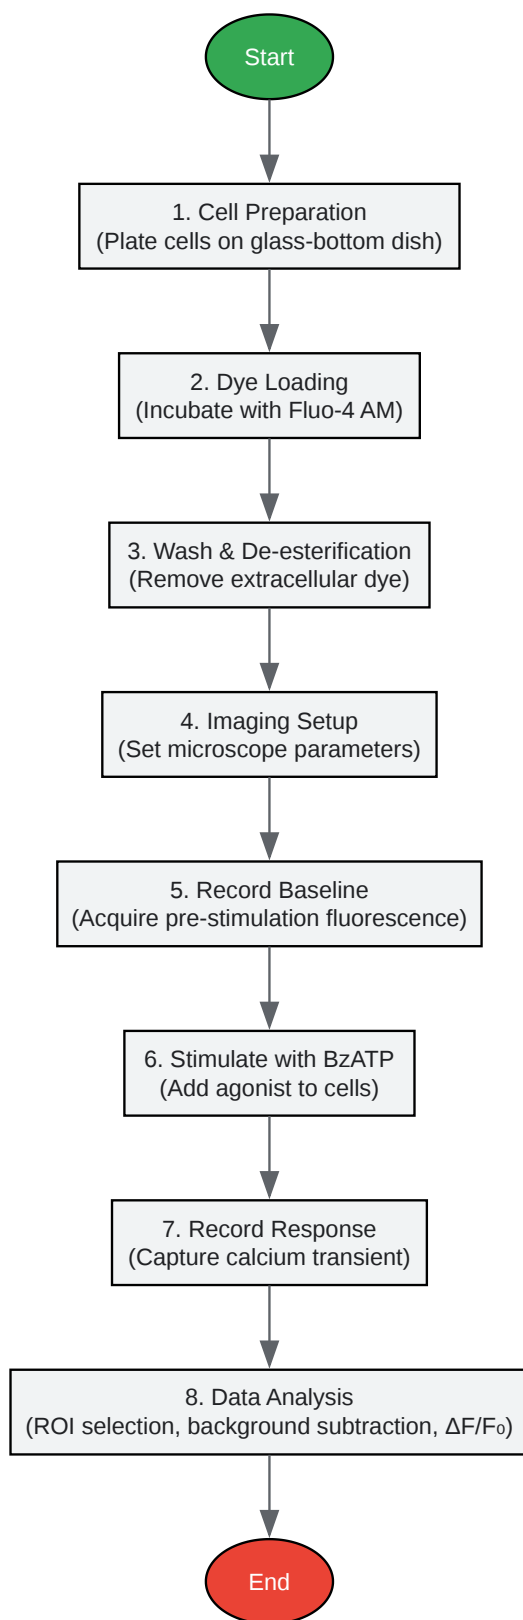 Start
1. Cell Preparation
(Plate cells on glass-bottom dish)
2. Dye Loading
(Incubate with Fluo-4 AM)
3. Wash & De-esterification
(Remove extracellular dye)
4. Imaging Setup
(Set microscope parameters)
5. Record Baseline
(Acquire pre-stimulation fluorescence)
6. Stimulate with BzATP
(Add agonist to cells)
7. Record Response
(Capture calcium transient)
8. Data Analysis
(ROI selection, background subtraction, ΔF/F₀)
End